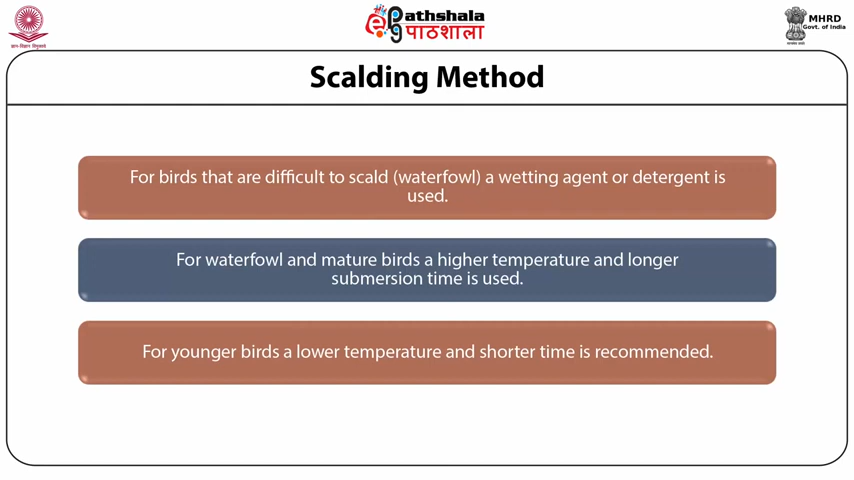 ePathshala
पाठशाला
MHRD
Govt. of India
Scalding Method
For birds that are difficult to scald (waterfowl) a wetting agent or detergent is
used.
For waterfowl and mature birds a higher temperature and longer
submersion time is used.
For younger birds a lower temperature and shorter time is recommended.